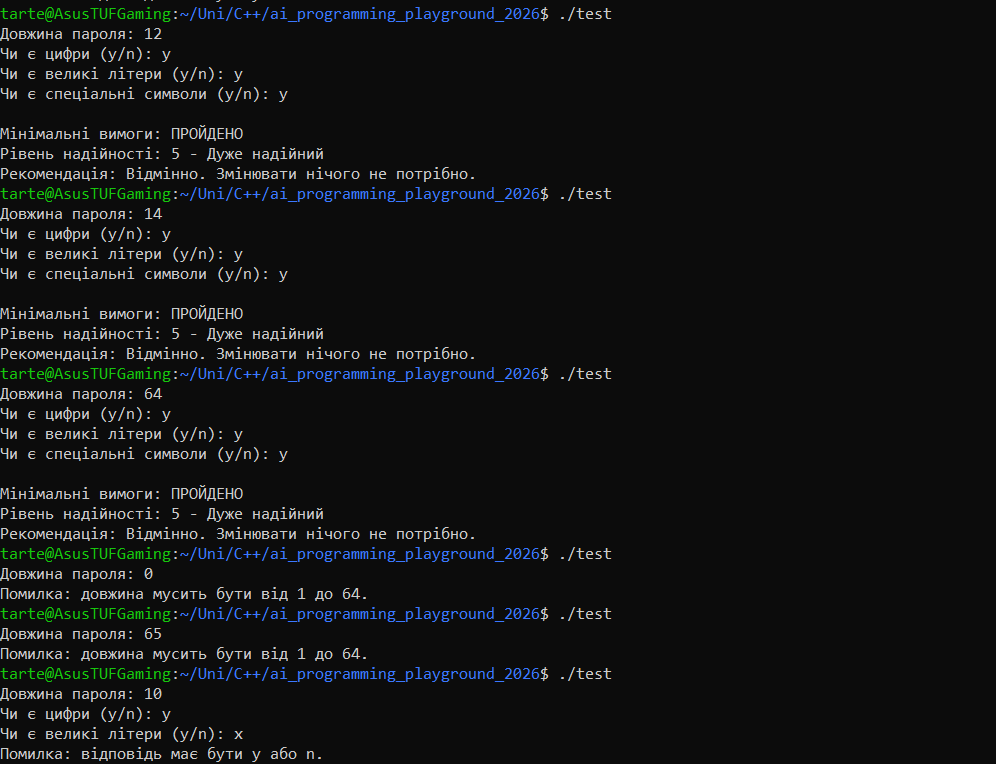 tarte@AsusTUFGaming:~/Uni/C++/ai_programming_playground_2026$ ./test
Довжина пароля: 12
Чи є цифри (y/n): y
Чи є великі літери (y/n): y
Чи є спеціальні символи (y/n): y
Мінімальні вимоги: ПРОЙДЕНО
Рівень надійності: 5 - Дуже надійний
Рекомендація: Відмінно. Змінювати нічого не потрібно.
tarte@AsusTUFGaming:~/Uni/C++/ai_programming_playground_2026$ ./test
Довжина пароля: 14
Чи є цифри (y/n): y
Чи є великі літери (y/n): y
Чи є спеціальні символи (y/n): y
Мінімальні вимоги: ПРОЙДЕНО
Рівень надійності: 5 - Дуже надійний
Рекомендація: Відмінно. Змінювати нічого не потрібно.
tarte@AsusTUFGaming:~/Uni/C++/ai_programming_playground_2026$ ./test
Довжина пароля: 64
Чи є цифри (y/n): y
Чи є великі літери (y/n): y
Чи є спеціальні символи (y/n): y
Мінімальні вимоги: ПРОЙДЕНО
Рівень надійності: 5 - Дуже надійний
Рекомендація: Відмінно. Змінювати нічого не потрібно.
tarte@AsusTUFGaming:~/Uni/C++/ai_programming_playground_2026$ ./test
Довжина пароля: 0
Помилка: довжина мусить бути від 1 до 64.
tarte@AsusTUFGaming:~/Uni/C++/ai_programming_playground_2026$ ./test
Довжина пароля: 65
Помилка: довжина мусить бути від 1 до 64.
tarte@AsusTUFGaming:~/Uni/C++/ai_programming_playground_2026$ ./test
Довжина пароля: 10
Чи є цифри (y/n): y
Чи є великі літери (y/n): x
Помилка: відповідь має бути y або n.